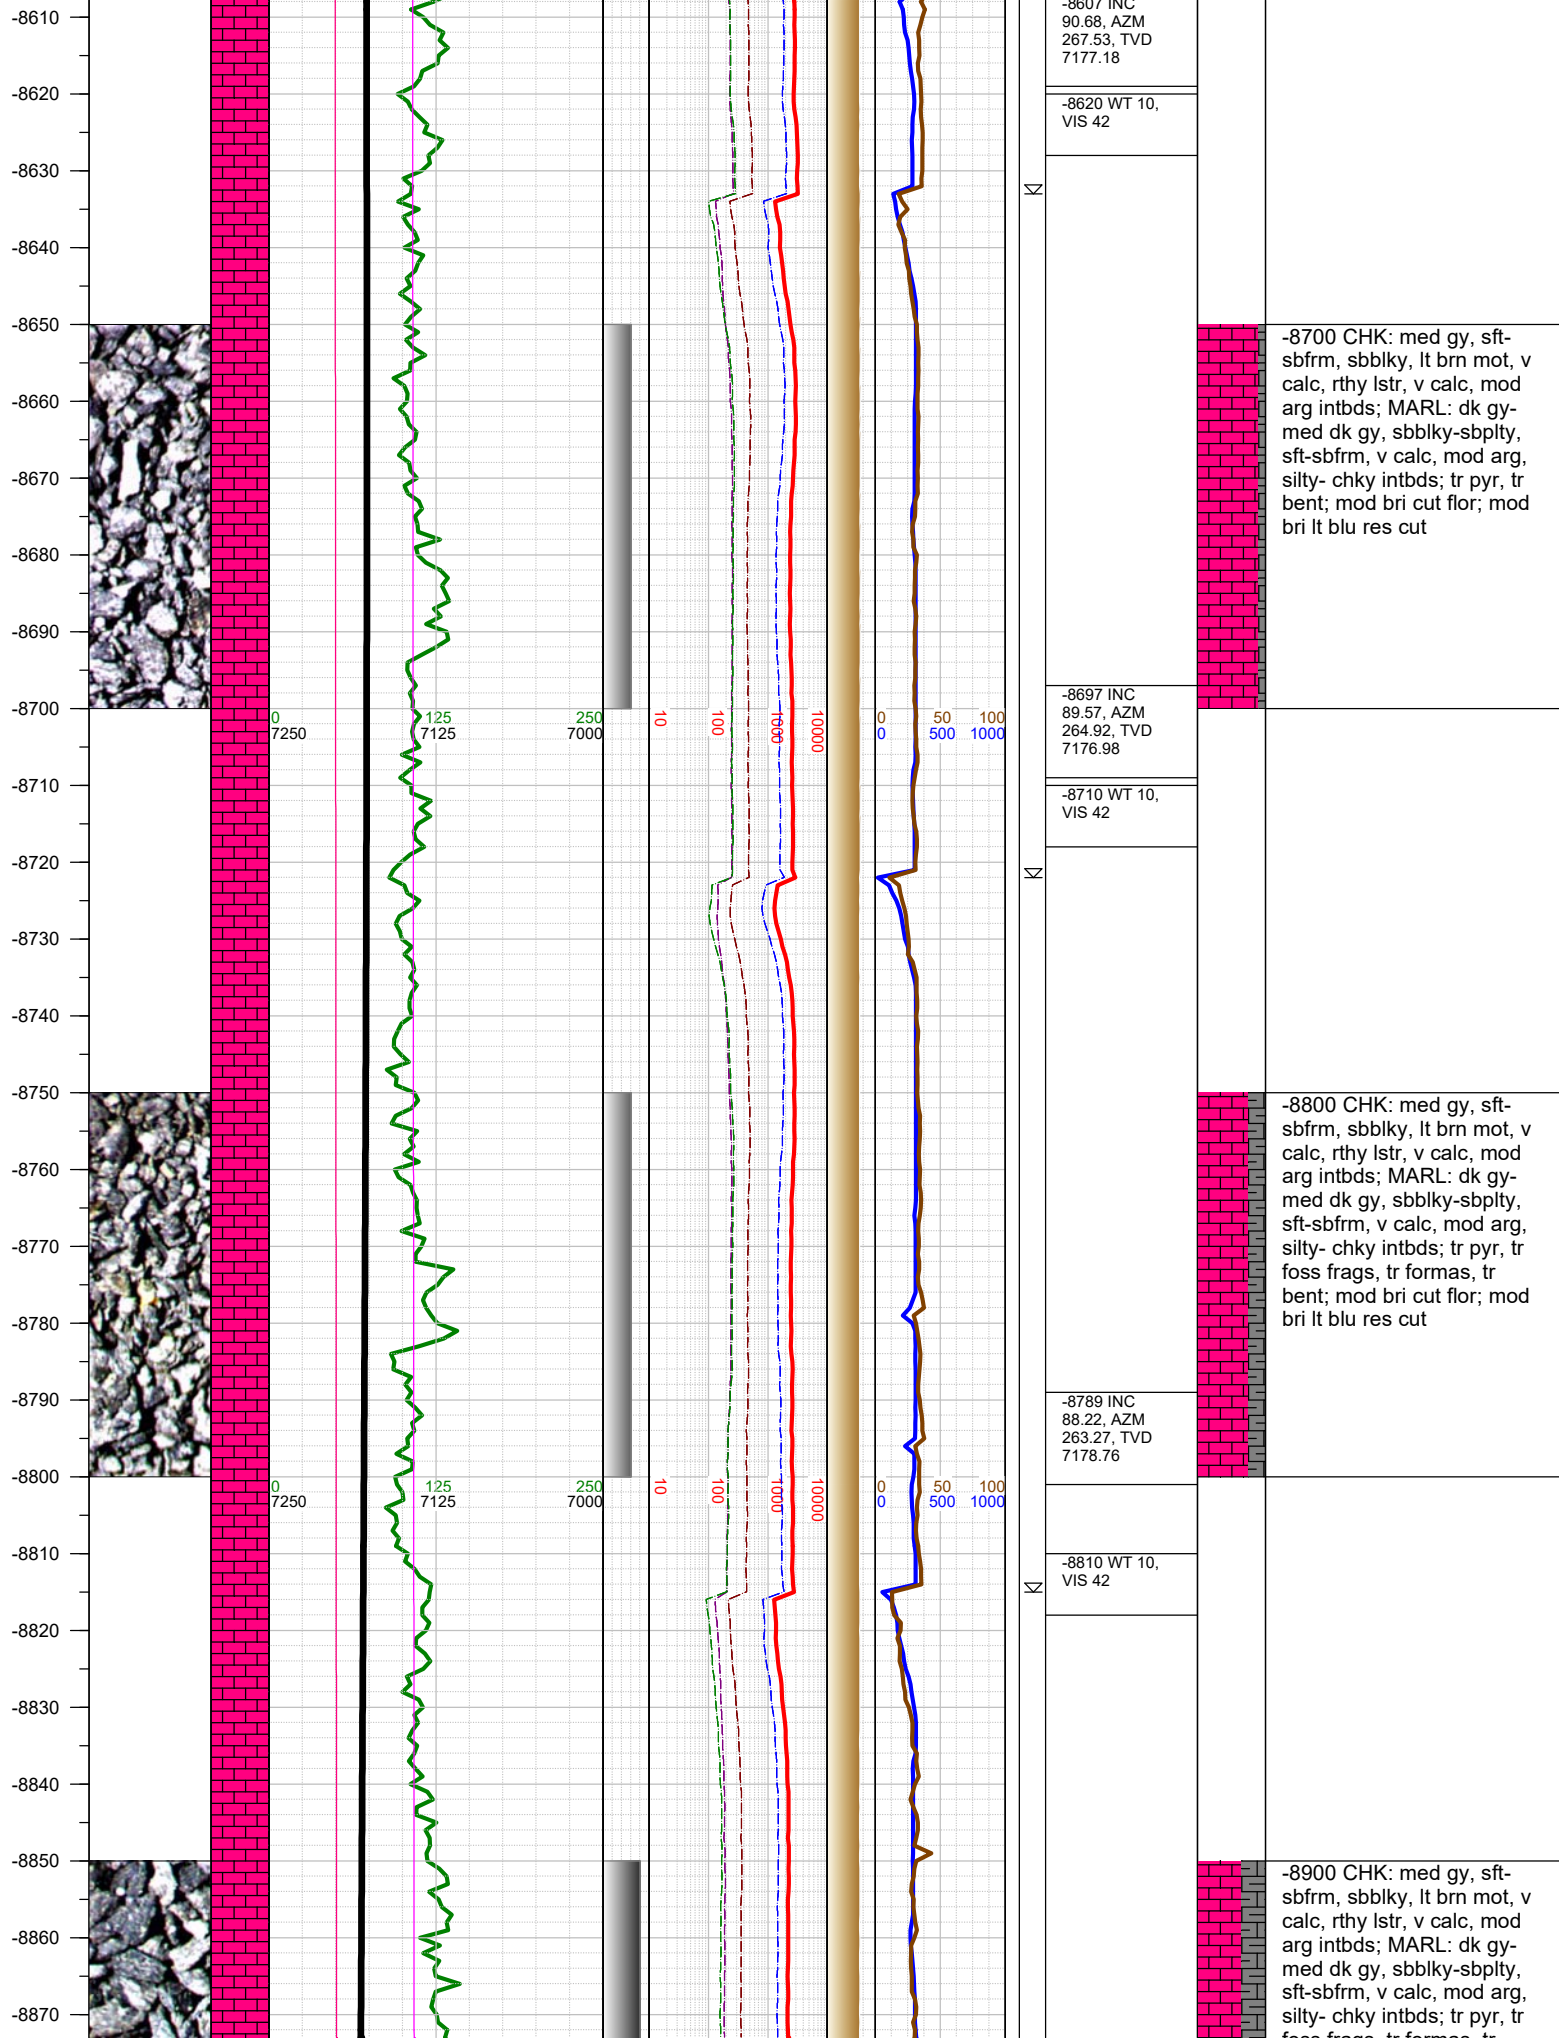 -8610
-8620
-8630
-8640
-8650
-8660
-8670
-8680
-8690
-8700
-8710
-8720
-8730
-8740
-8750
-8760
-8770
-8780
-8790
-8800
-8810
-8820
-8830
-8840
-8850
-8860
-8870
0 125 250
7250 7125 7000
10 100 1000 10000
0 50 100
0 500 1000
0 125 250
7250 7125 7000
10 100 1000 10000
0 50 100
0 500 1000
-8607 INC
90.68, AZM
267.53, TVD
7177.18
-8620 WT 10,
VIS 42
-8697 INC
89.57, AZM
264.92, TVD
7176.98
-8710 WT 10,
VIS 42
-8789 INC
88.22, AZM
263.27, TVD
7178.76
-8810 WT 10,
VIS 42
-8700 CHK: med gy, sft-
sbfrm, sbblky, lt brn mot, v
calc, rthy lstr, v calc, mod
arg intbds; MARL: dk gy-
med dk gy, sbblky-sbplty,
sft-sbfrm, v calc, mod arg,
silty- chky intbds; tr pyr, tr
bent; mod bri cut flor; mod
bri lt blu res cut
-8800 CHK: med gy, sft-
sbfrm, sbblky, lt brn mot, v
calc, rthy lstr, v calc, mod
arg intbds; MARL: dk gy-
med dk gy, sbblky-sbplty,
sft-sbfrm, v calc, mod arg,
silty- chky intbds; tr pyr, tr
foss frags, tr formas, tr
bent; mod bri cut flor; mod
bri lt blu res cut
-8900 CHK: med gy, sft-
sbfrm, sbblky, lt brn mot, v
calc, rthy lstr, v calc, mod
arg intbds; MARL: dk gy-
med dk gy, sbblky-sbplty,
sft-sbfrm, v calc, mod arg,
silty- chky intbds; tr pyr, tr
foss frags, tr formas, tr